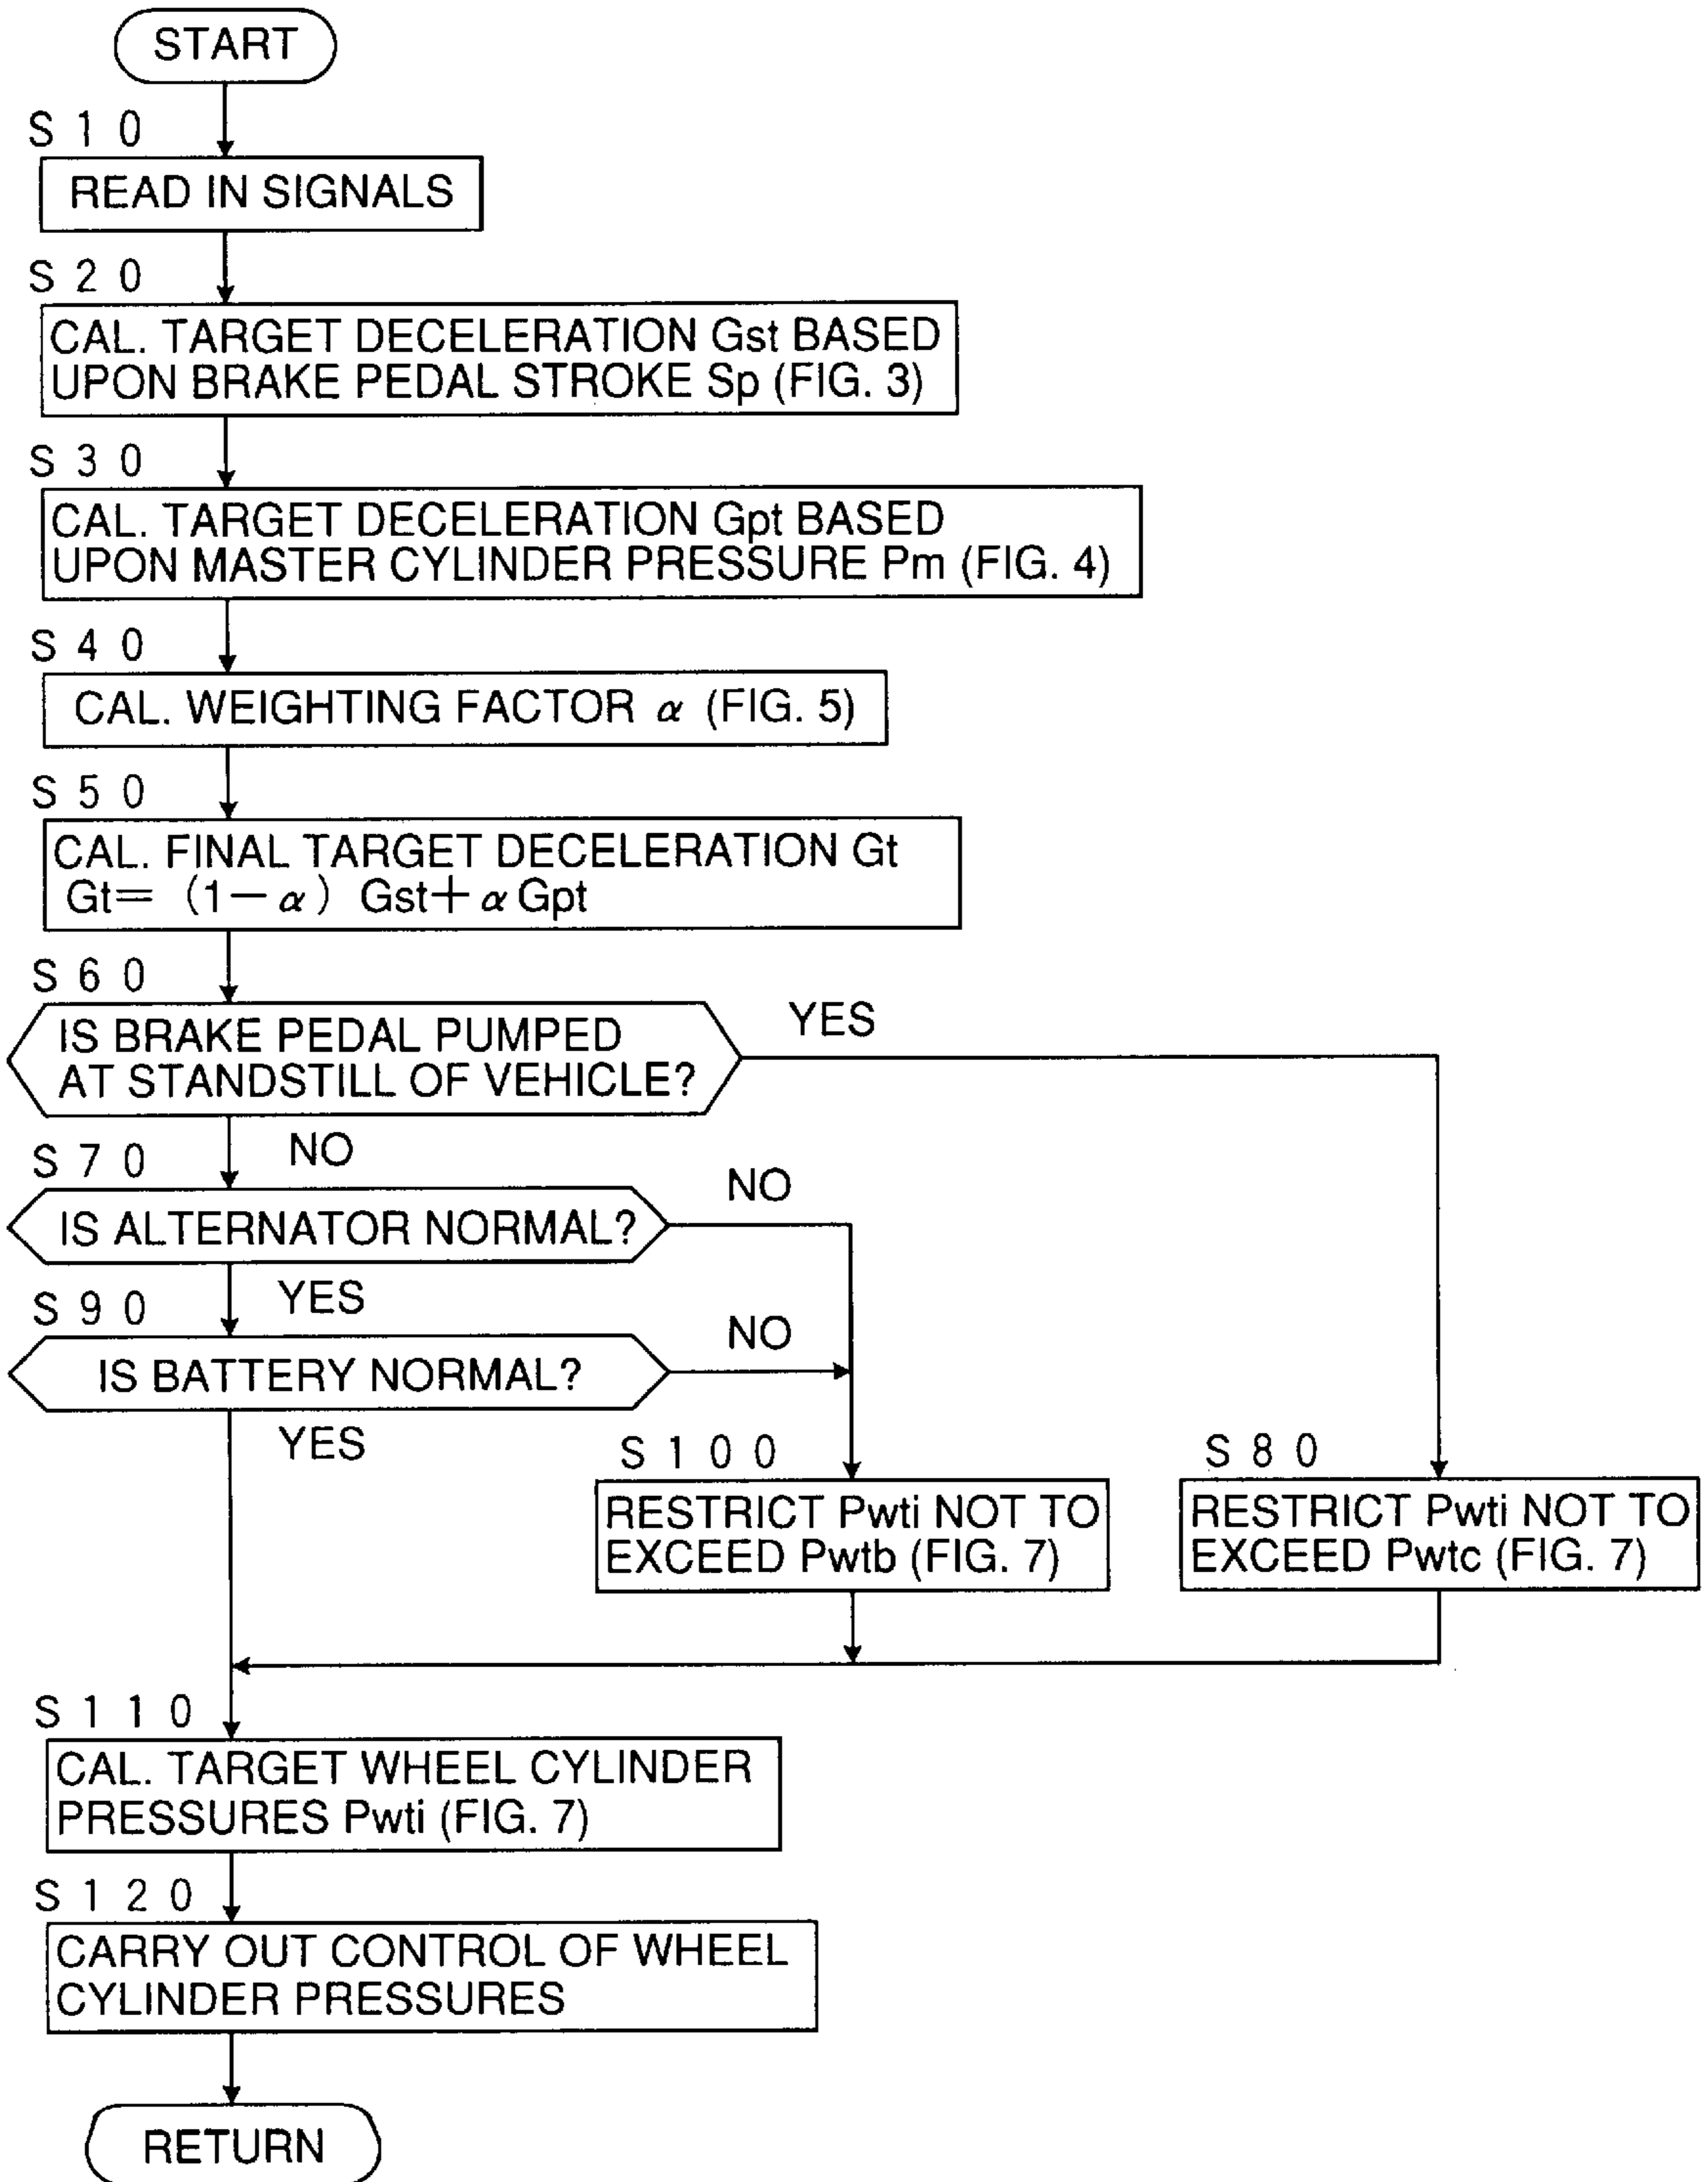 START
S10
READ IN SIGNALS
S20
CAL. TARGET DECELERATION Gst BASED
UPON BRAKE PEDAL STROKE Sp (FIG. 3)
S30
CAL. TARGET DECELERATION Gpt BASED
UPON MASTER CYLINDER PRESSURE Pm (FIG. 4)
S40
CAL. WEIGHTING FACTOR α (FIG. 5)
S50
CAL. FINAL TARGET DECELERATION Gt
Gt= (1-α) Gst+αGpt
S60
IS BRAKE PEDAL PUMPED
AT STANDSTILL OF VEHICLE?
YES
NO
S70
IS ALTERNATOR NORMAL?
NO
YES
S90
IS BATTERY NORMAL?
NO
YES
S100
RESTRICT Pwti NOT TO
EXCEED Pwtb (FIG. 7)
S80
RESTRICT Pwti NOT TO
EXCEED Pwtc (FIG. 7)
S110
CAL. TARGET WHEEL CYLINDER
PRESSURES Pwti (FIG. 7)
S120
CARRY OUT CONTROL OF WHEEL
CYLINDER PRESSURES
RETURN